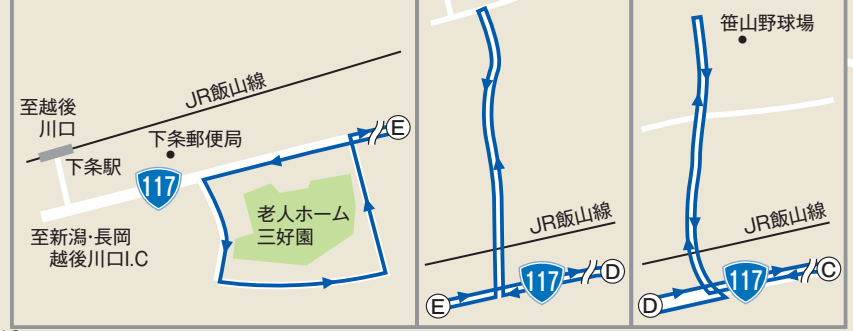 JR飯山線
至越後
川口
下条駅
下条郵便局
117
至新潟・長岡
越後川口I.C
老人ホーム
三好園
E
JR飯山線
117
E
D
笹山野球場
JR飯山線
117
D
C